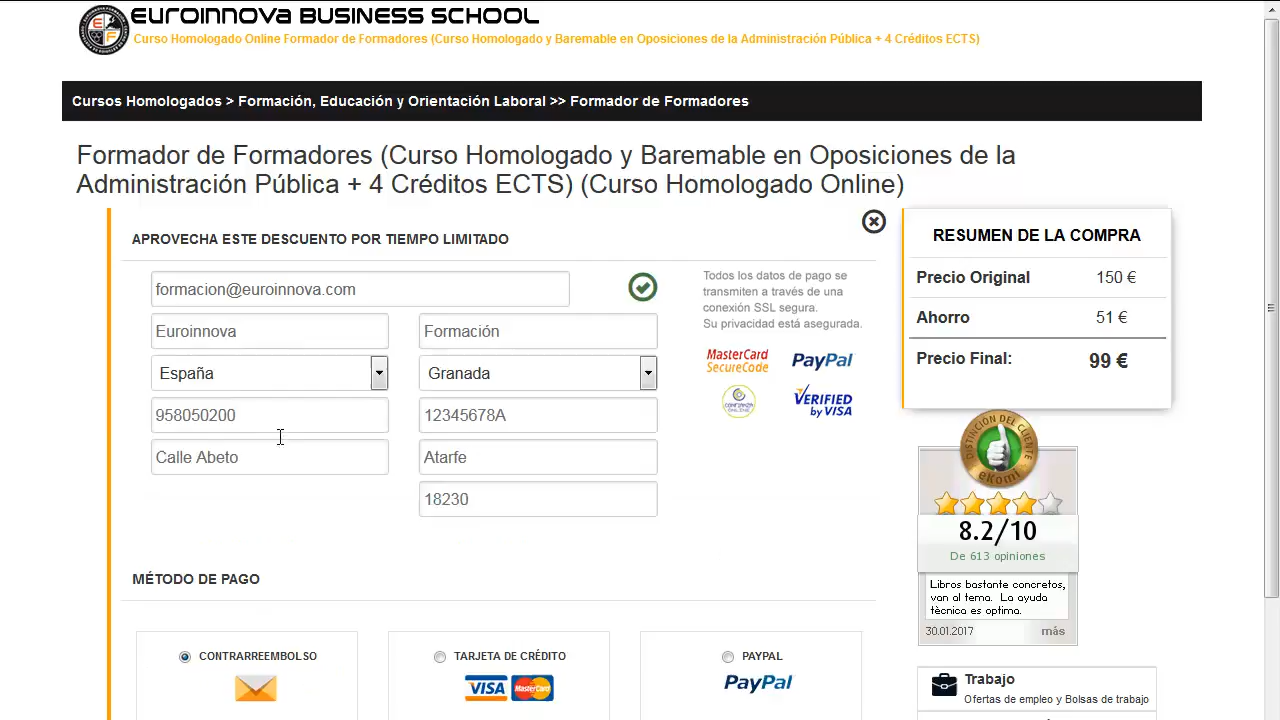 EUROINNOVA BUSINESS SCHOOL
Curso Homologado Online Formador de Formadores (Curso Homologado y Baremable en Oposiciones de la Administración Pública + 4 Créditos ECTS)
Cursos Homologados > Formación, Educación y Orientación Laboral >> Formador de Formadores
Formador de Formadores (Curso Homologado y Baremable en Oposiciones de la
Administración Pública + 4 Créditos ECTS) (Curso Homologado Online)
APROVECHA ESTE DESCUENTO POR TIEMPO LIMITADO
formacion@euroinnova.com
Euroinnova
Formación
España
Granada
958050200
12345678A
Calle Abeto
Atarfe
18230
Todos los datos de pago se
transmiten a través de una
conexión SSL segura.
Su privacidad está asegurada.
MasterCard
SecureCode
PayPal
CONFIANZA
ONLINE
VERIFIED
by VISA
MÉTODO DE PAGO
CONTRARREEMBOLSO
TARJETA DE CRÉDITO
VISA
MasterCard
PAYPAL
PayPal
RESUMEN DE LA COMPRA
Precio Original 150 €
Ahorro 51 €
Precio Final: 99 €
DISTINCIÓN DEL CLIENTE
eKomi
8.2/10
De 613 opiniones
Libros bastante concretos,
van al tema. La ayuda
tècnica es optima.
30.01.2017 más
Trabajo
Ofertas de empleo y Bolsas de trabajo